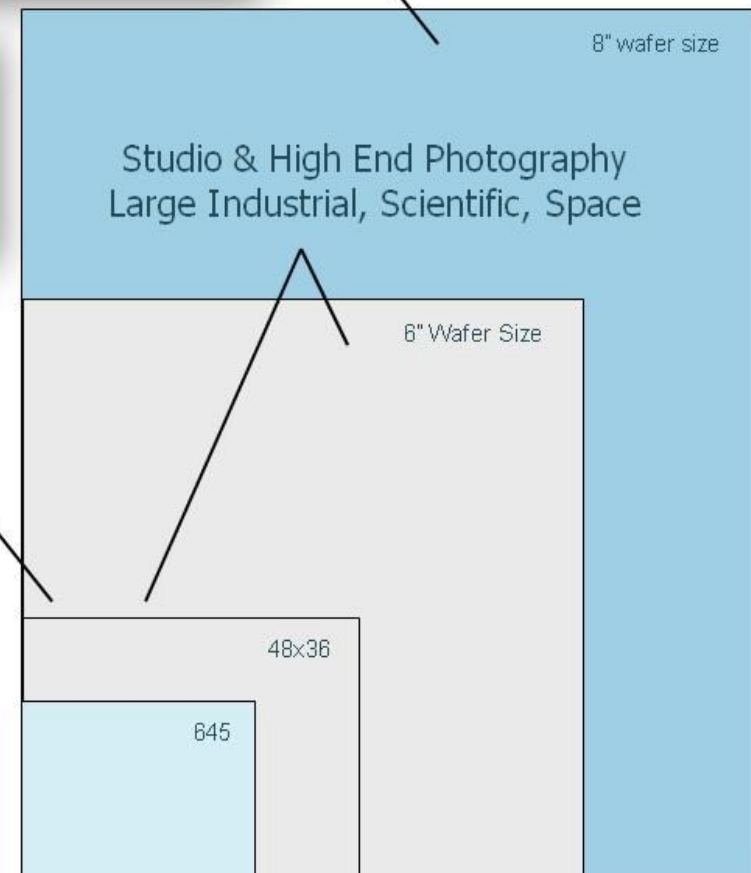 8" wafer size
Studio & High End Photography
Large Industrial, Scientific, Space
6" Wafer Size
48x36
645